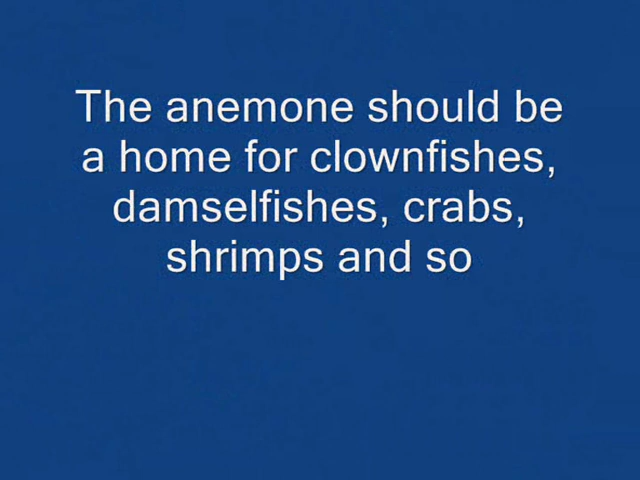 The anemone should be
a home for clownfishes,
damselfishes, crabs,
shrimps and so